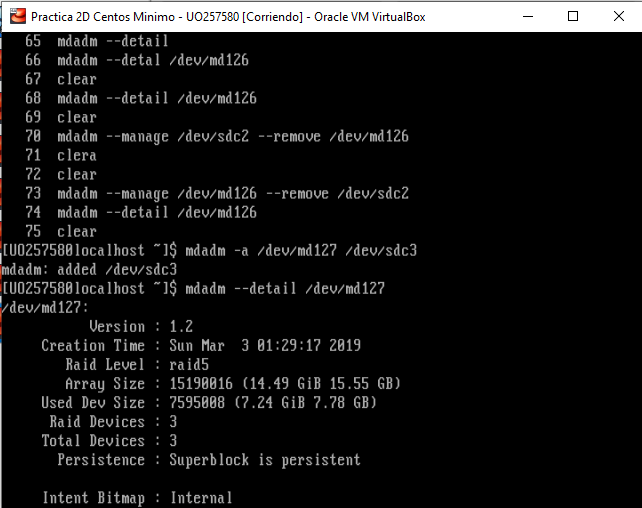 Practica 2D Centos Minimo - UO257580 [Corriendo] - Oracle VM VirtualBox
65 mdadm --detail
66 mdadm --detal /dev/md126
67 clear
68 mdadm --detail /dev/md126
69 clear
70 mdadm --manage /dev/sdc2 --remove /dev/md126
71 clera
72 clear
73 mdadm --manage /dev/md126 --remove /dev/sdc2
74 mdadm --detail /dev/md126
75 clear
[UO257580localhost ~]$ mdadm -a /dev/md127 /dev/sdc3
mdadm: added /dev/sdc3
[UO257580localhost ~]$ mdadm --detail /dev/md127
/dev/md127:
Version : 1.2
Creation Time : Sun Mar  3 01:29:17 2019
Raid Level : raid5
Array Size : 15190016 (14.49 GiB 15.55 GB)
Used Dev Size : 7595008 (7.24 GiB 7.78 GB)
Raid Devices : 3
Total Devices : 3
Persistence : Superblock is persistent
Intent Bitmap : Internal